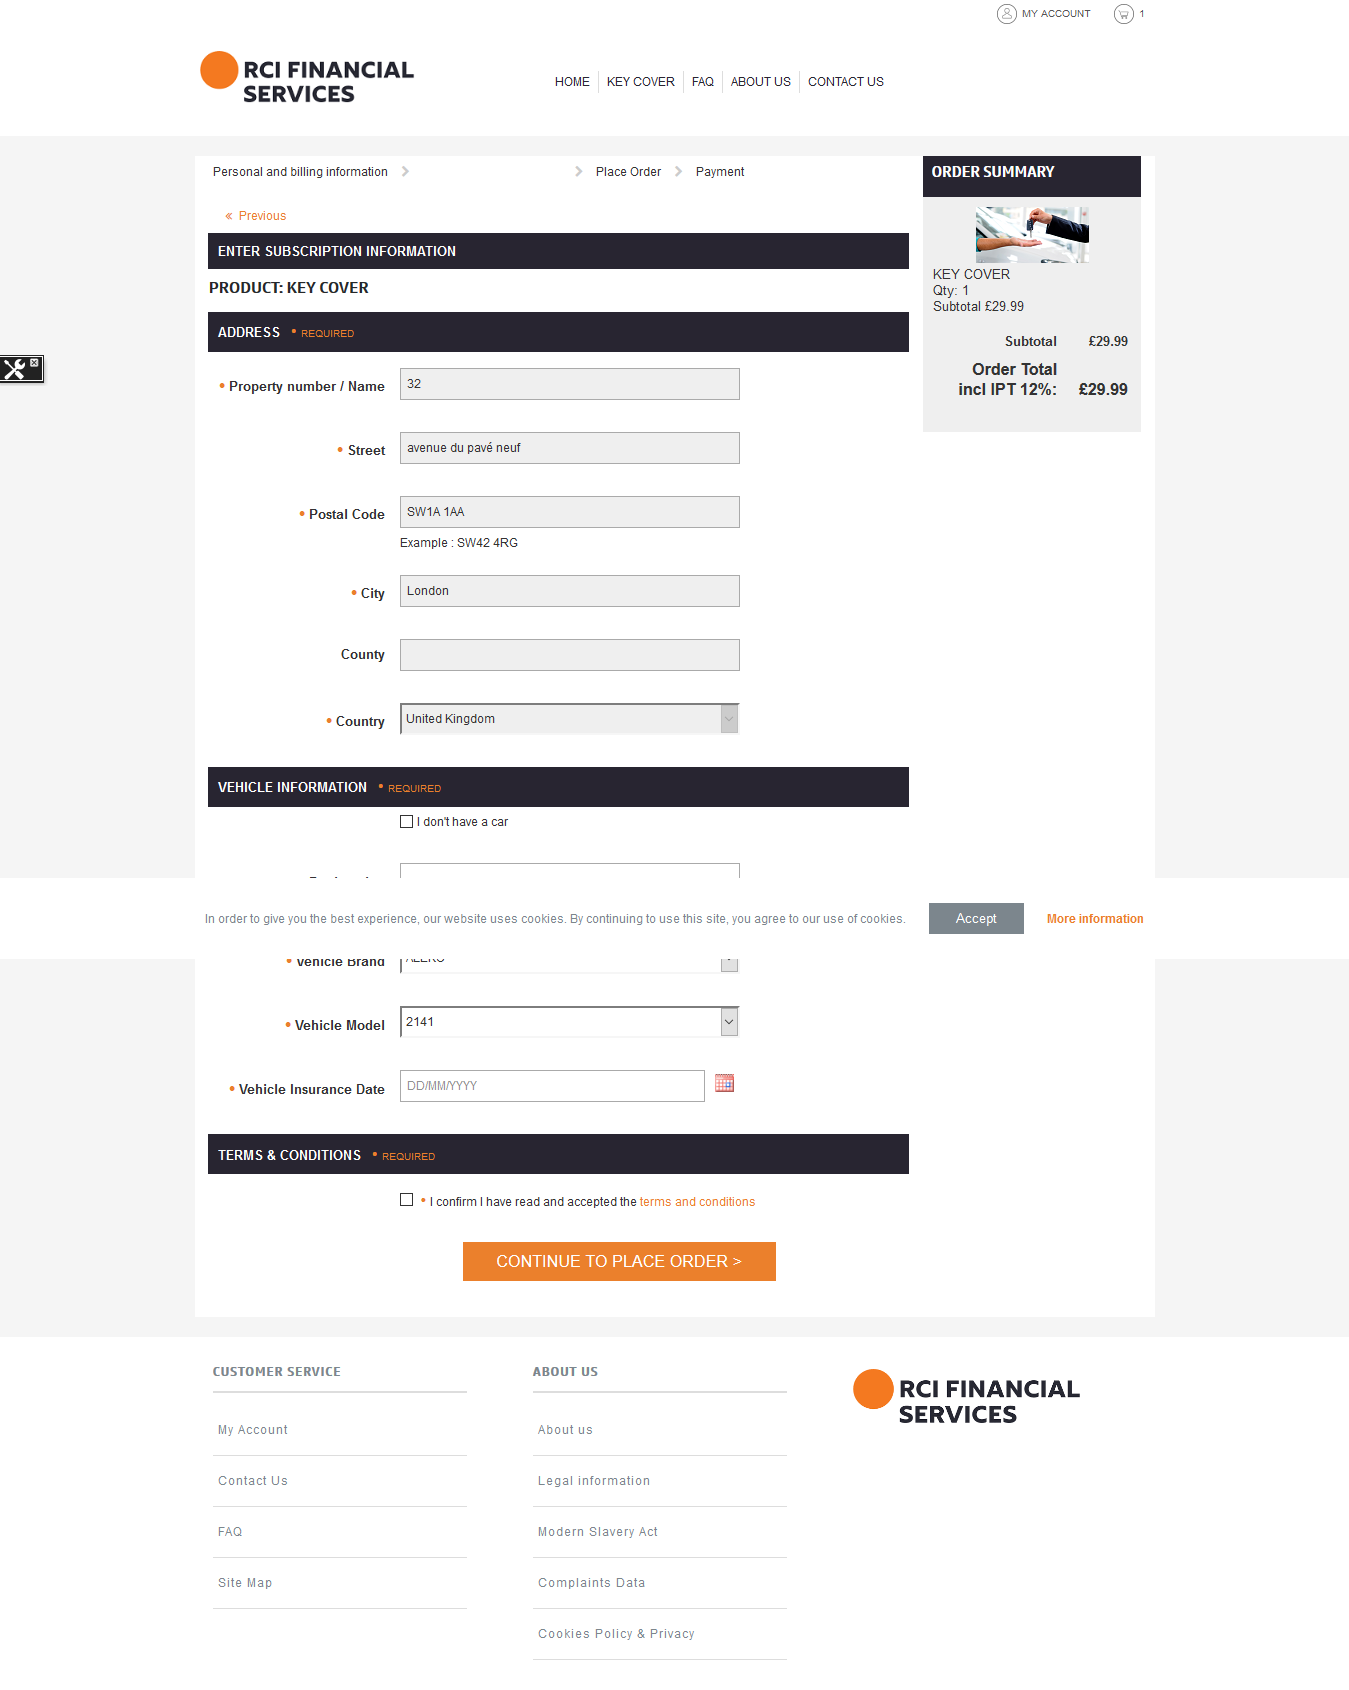 MY ACCOUNT 1
RCI FINANCIAL
SERVICES
HOME KEY COVER FAQ ABOUT US CONTACT US
Personal and billing information Place Order Payment
« Previous
ENTER SUBSCRIPTION INFORMATION
PRODUCT: KEY COVER
ADDRESS • REQUIRED
• Property number / Name 32
• Street avenue du pavé neuf
• Postal Code SW1A 1AA
Example : SW42 4RG
• City London
County
• Country United Kingdom
VEHICLE INFORMATION • REQUIRED
I don't have a car
In order to give you the best experience, our website uses cookies. By continuing to use this site, you agree to our use of cookies. Accept More information
• Vehicle Brand
• Vehicle Model 2141
• Vehicle Insurance Date DD/MM/YYYY
TERMS & CONDITIONS • REQUIRED
• I confirm I have read and accepted the terms and conditions
CONTINUE TO PLACE ORDER >
ORDER SUMMARY
KEY COVER
Qty: 1
Subtotal £29.99
Subtotal £29.99
Order Total
incl IPT 12%: £29.99
CUSTOMER SERVICE
My Account
Contact Us
FAQ
Site Map
ABOUT US
About us
Legal information
Modern Slavery Act
Complaints Data
Cookies Policy & Privacy
RCI FINANCIAL
SERVICES